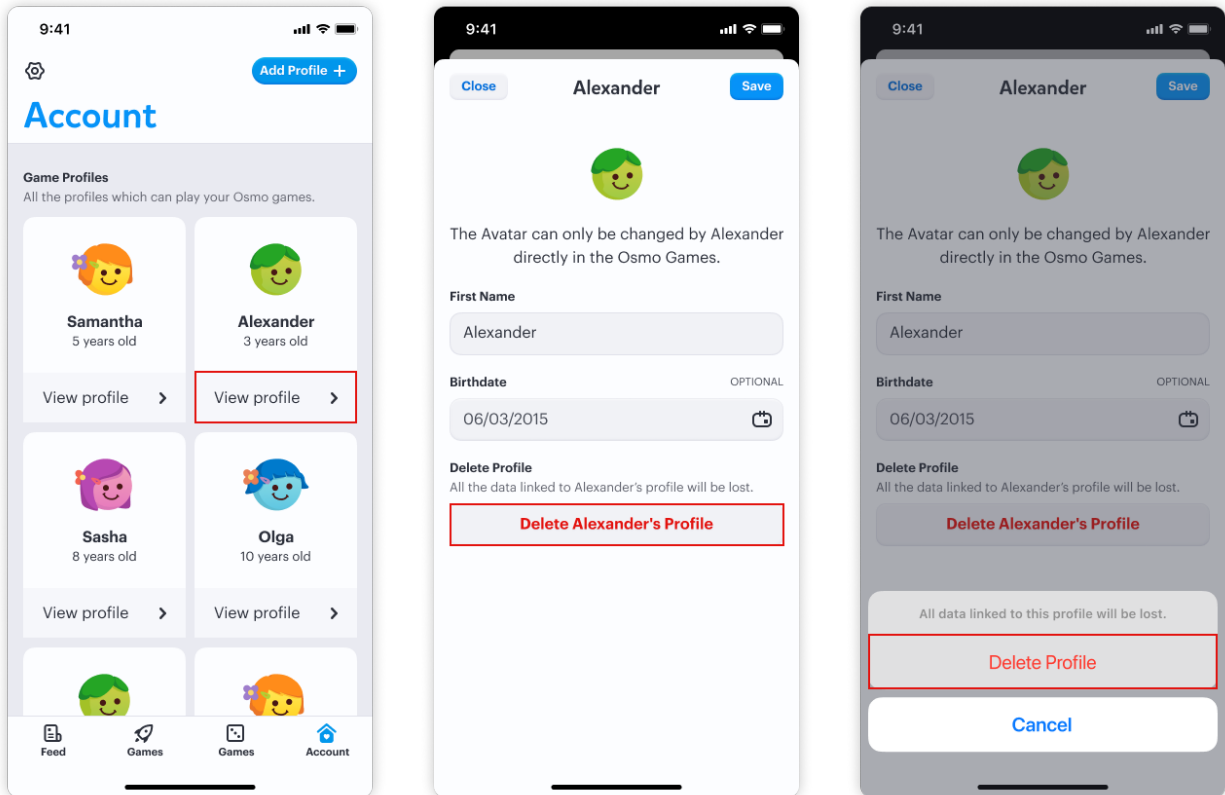 9:41
Add Profile +
Account
Game Profiles
All the profiles which can play your Osmo games.
Samantha
5 years old
View profile
Alexander
3 years old
View profile
Sasha
8 years old
View profile
Olga
10 years old
View profile
Feed
Games
Games
Account
9:41
Close
Alexander
Save
The Avatar can only be changed by Alexander
directly in the Osmo Games.
First Name
Alexander
Birthdate
OPTIONAL
06/03/2015
Delete Profile
All the data linked to Alexander's profile will be lost.
Delete Alexander's Profile
9:41
Close
Alexander
Save
The Avatar can only be changed by Alexander
directly in the Osmo Games.
First Name
Alexander
Birthdate
OPTIONAL
06/03/2015
Delete Profile
All the data linked to Alexander's profile will be lost.
Delete Alexander's Profile
All data linked to this profile will be lost.
Delete Profile
Cancel